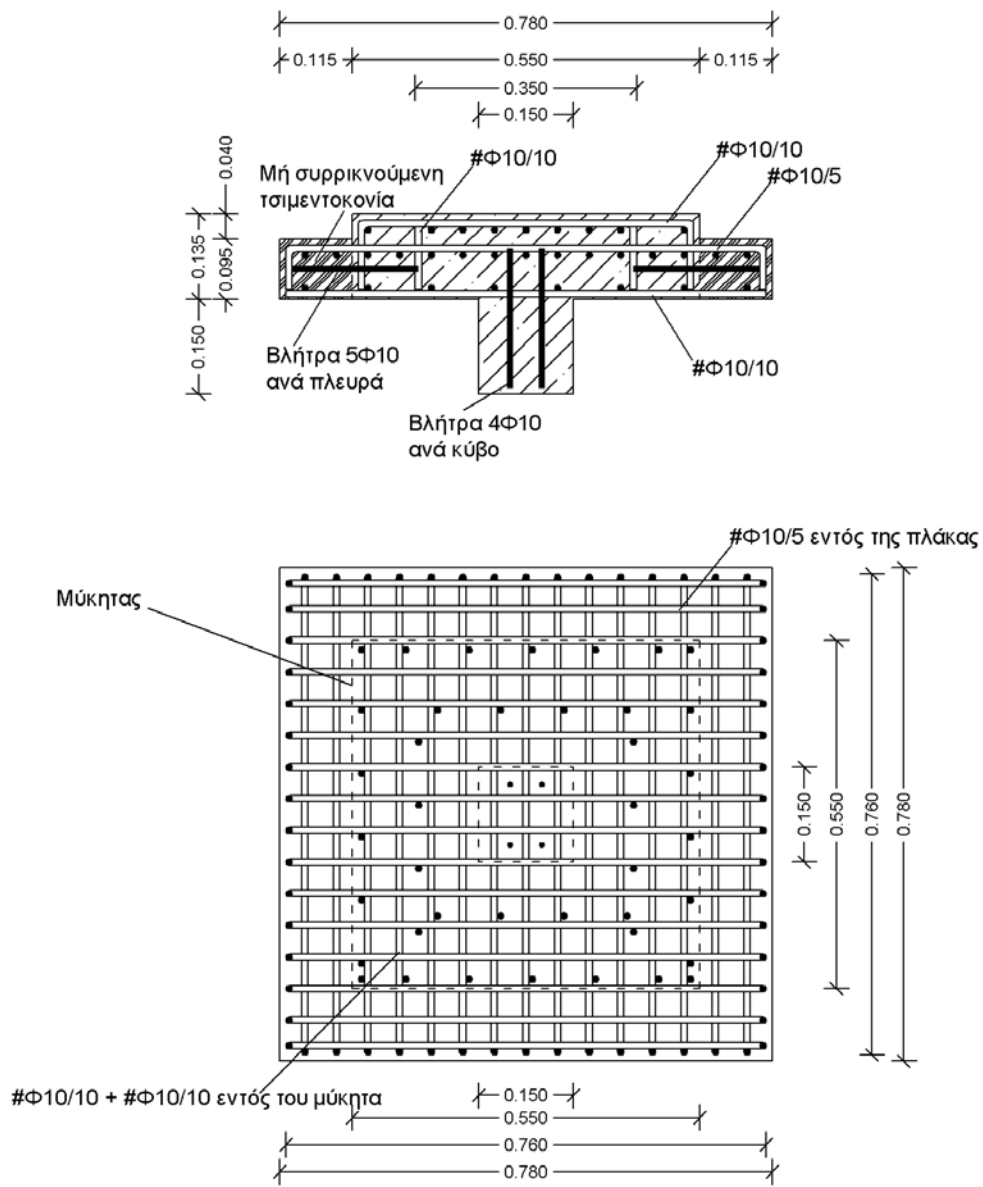 0.780
0.115
0.550
0.115
0.350
0.150
#Φ10/10
#Φ10/10
#Φ10/5
Μή συρρικνούμενη
τσιμεντοκονία
0.040
0.135
0.095
0.150
Βλήτρα 5Φ10
ανά πλευρά
#Φ10/10
Βλήτρα 4Φ10
ανά κύβο
#Φ10/5 εντός της πλάκας
Μύκητας
0.150
0.550
0.760
0.780
#Φ10/10 + #Φ10/10 εντός του μύκητα
0.150
0.550
0.760
0.780